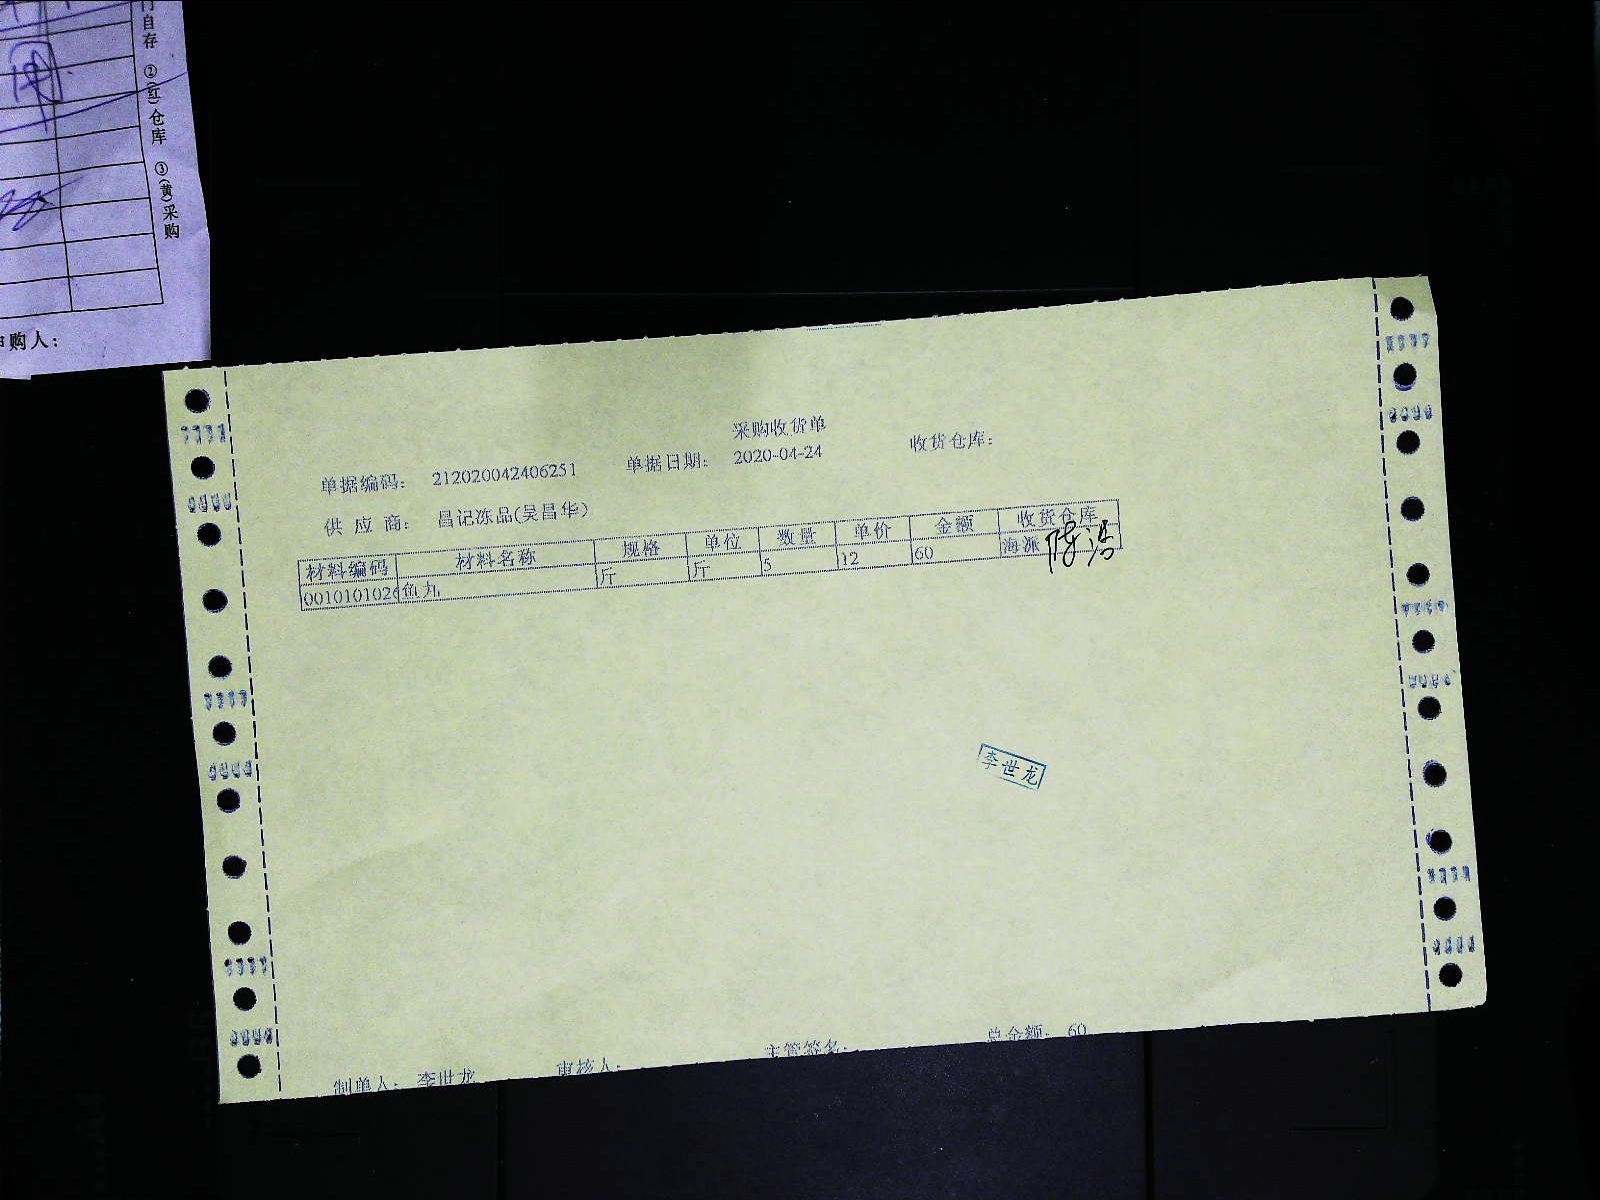 门自存 ②(红)仓库 ③(黄)采购
购人:
采购收货单
单据编码: 212020042406251 单据日期: 2020-04-24 收货仓库:
供 应 商: 昌记冻品(吴昌华)
材料编码 材料名称 规格 单位 数量 单价 金额 收货仓库
0010101026 鱼丸 斤 斤 5 12 60 海派
李世龙
制单人: 李世龙 审核人: 主管签名: 总金额: 60